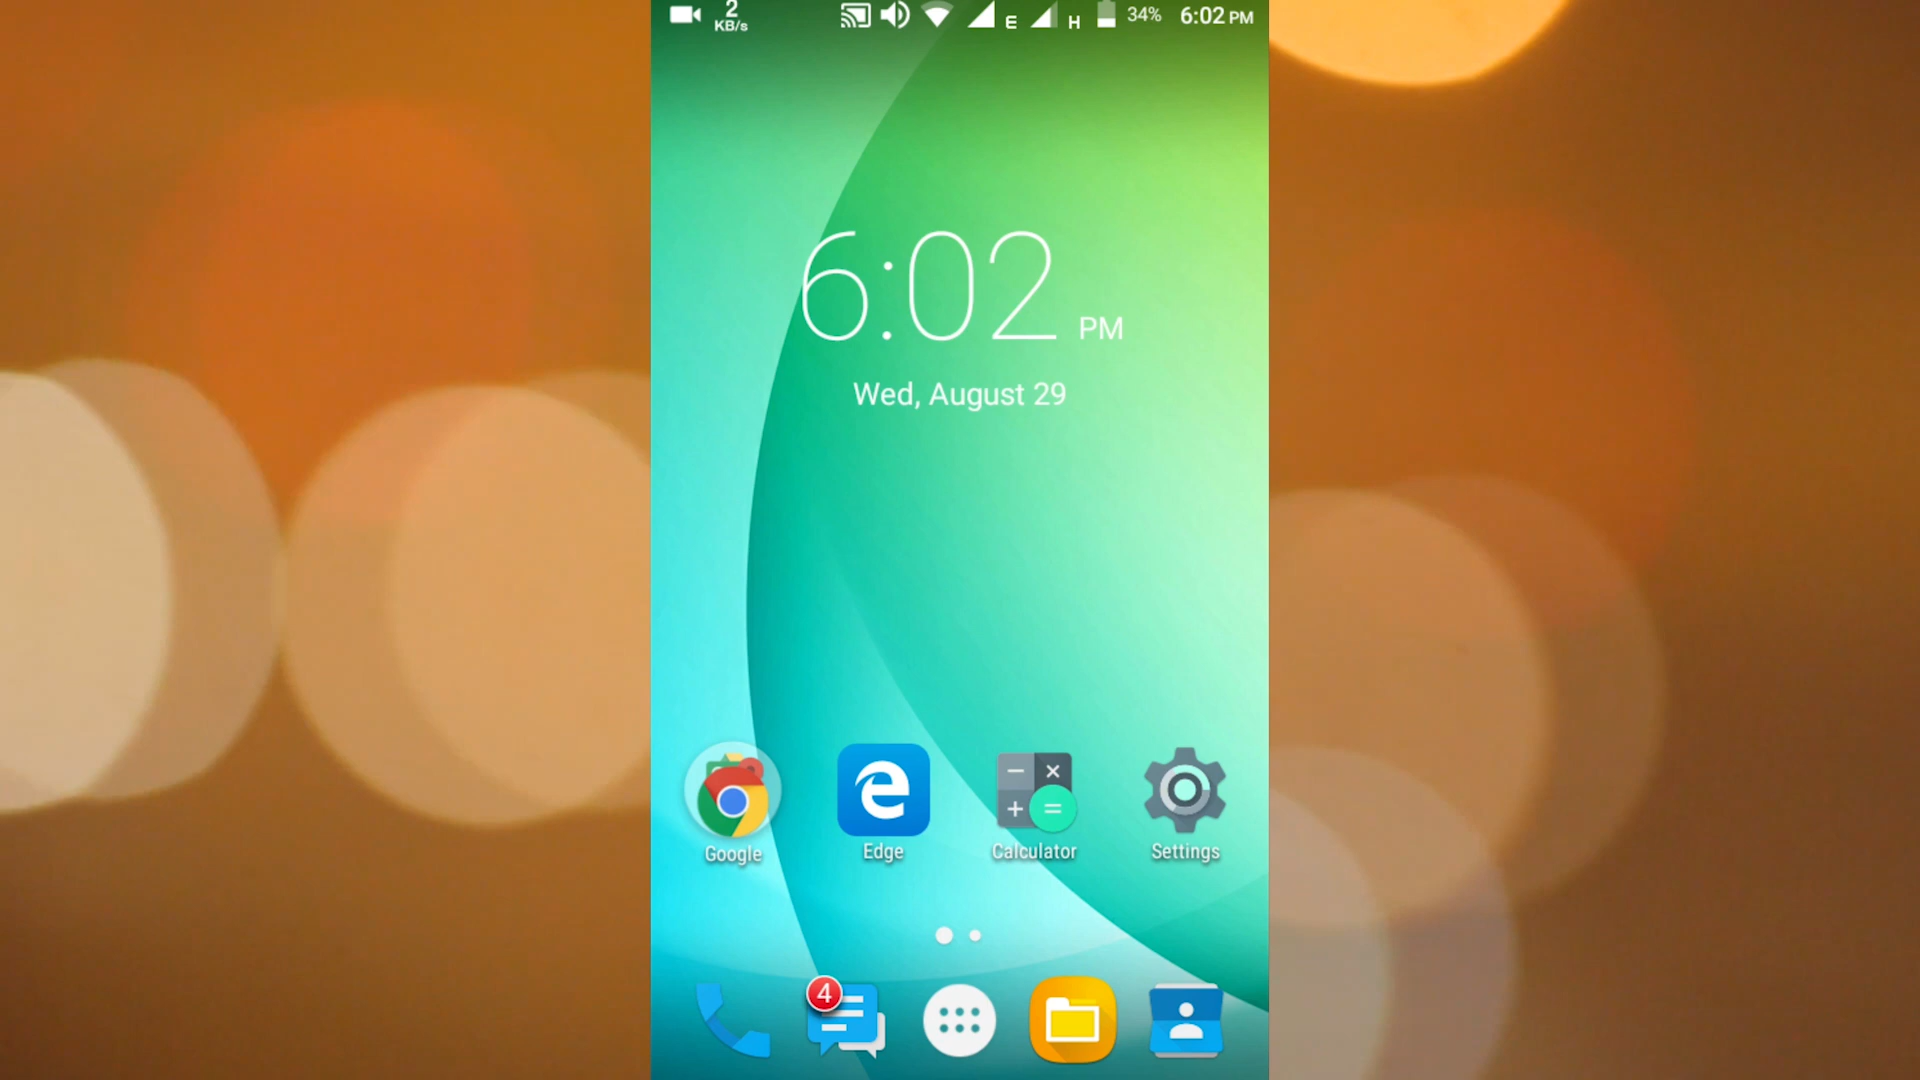 2
KB/s
E
H
34%
6:02 PM
6:02 PM
Wed, August 29
Google
Edge
Calculator
Settings
4